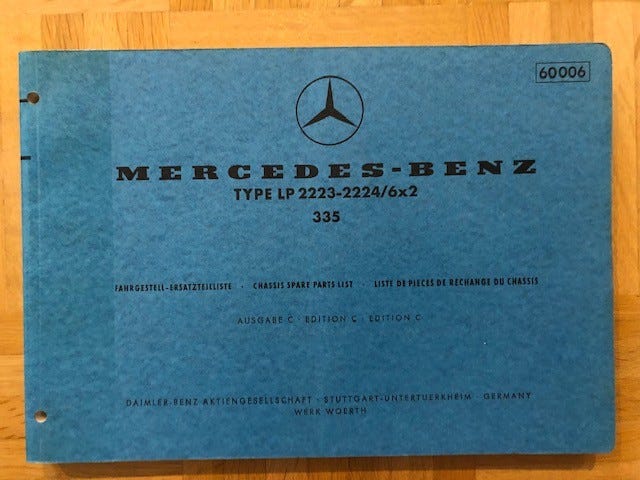 60006
MERCEDES-BENZ
TYPE LP 2223-2224/6x2
335
FAHRGESTELL-ERSATZTEILLISTE · CHASSIS SPARE PARTS LIST · LISTE DE PIECES DE RECHANGE DU CHASSIS
AUSGABE C · EDITION C · EDITION C
DAIMLER-BENZ AKTIENGESELLSCHAFT · STUTTGART-UNTERTUERKHEIM · GERMANY
WERK WOERTH